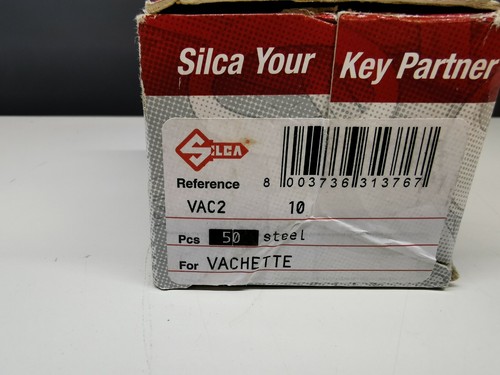 Silca Your Key Partner
SILCA
8 003736 313767
Reference
VAC2 10
Pcs 50 steel
For VACHETTE